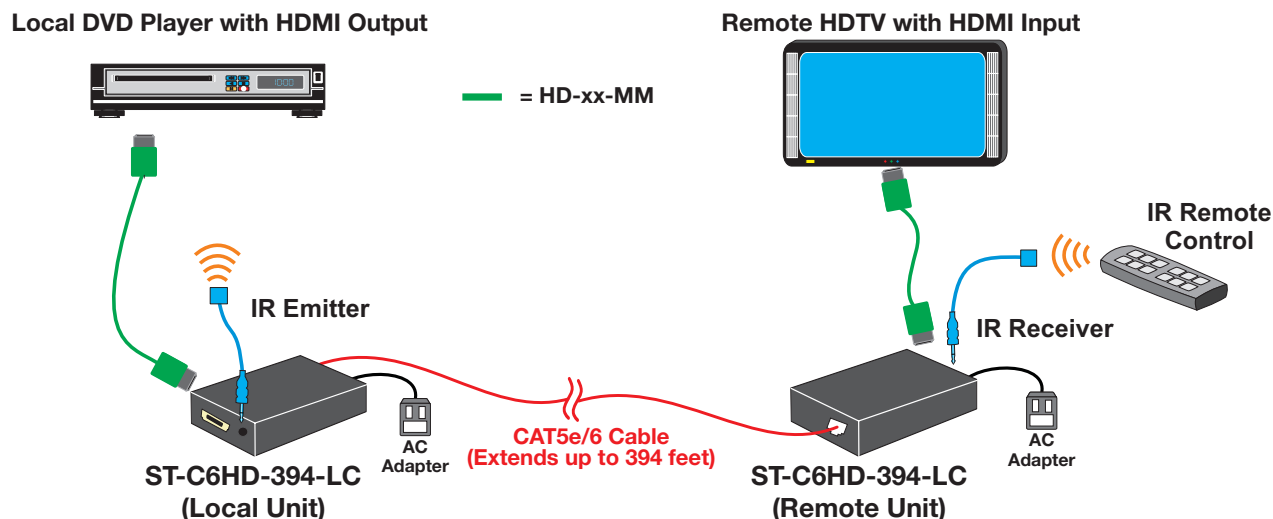 Local DVD Player with HDMI Output
Remote HDTV with HDMI Input
10:00
= HD-xx-MM
IR Remote
Control
IR Emitter
IR Receiver
CAT5e/6 Cable
(Extends up to 394 feet)
AC
Adapter
AC
Adapter
ST-C6HD-394-LC
(Local Unit)
ST-C6HD-394-LC
(Remote Unit)